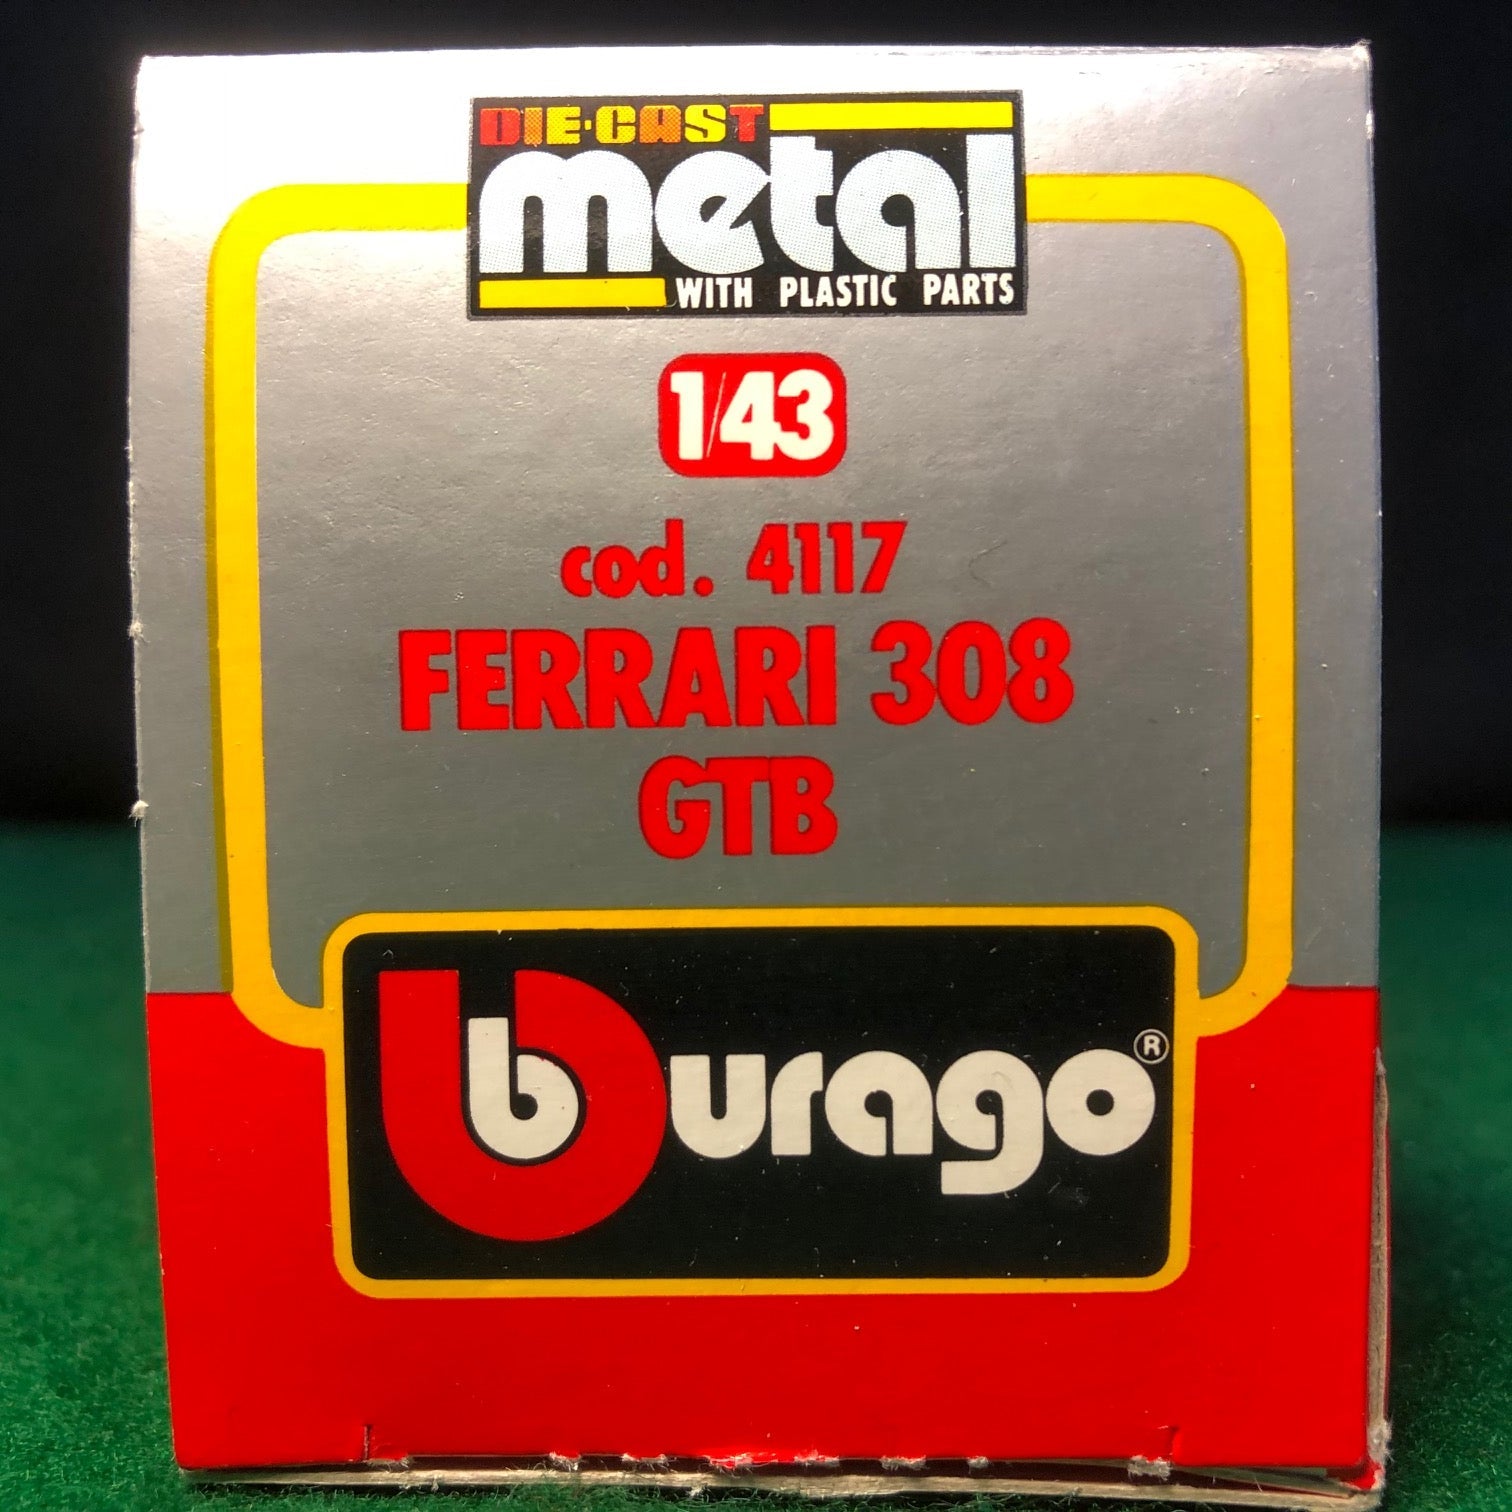 DIE·CAST
metal
WITH PLASTIC PARTS
1/43
cod. 4117
FERRARI 308
GTB
burago®